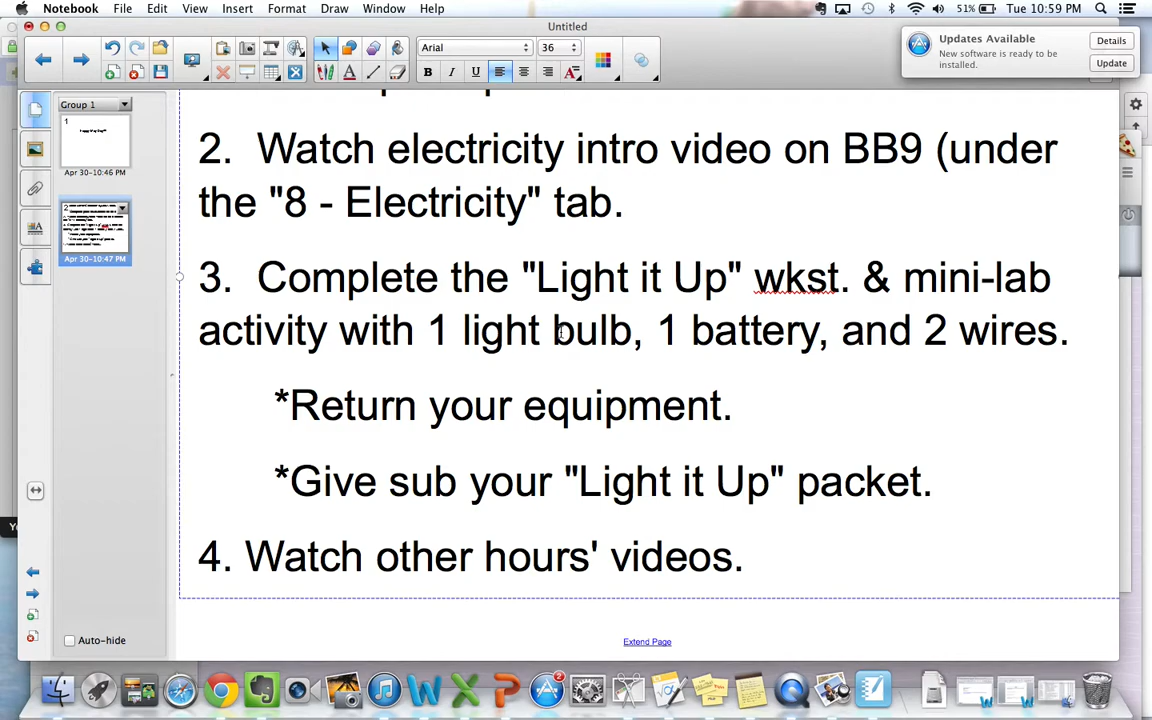 Notebook File Edit View Insert Format Draw Window Help 51% Tue 10:59 PM
Untitled
Arial 36
B I U A
Updates Available
New software is ready to be
installed.
Details
Update
Group 1
1
Apr 30-10:46 PM
2
Apr 30-10:47 PM
2. Watch electricity intro video on BB9 (under
the "8 - Electricity" tab.
3. Complete the "Light it Up" wkst. & mini-lab
activity with 1 light bulb, 1 battery, and 2 wires.
*Return your equipment.
*Give sub your "Light it Up" packet.
4. Watch other hours' videos.
Extend Page
Auto-hide